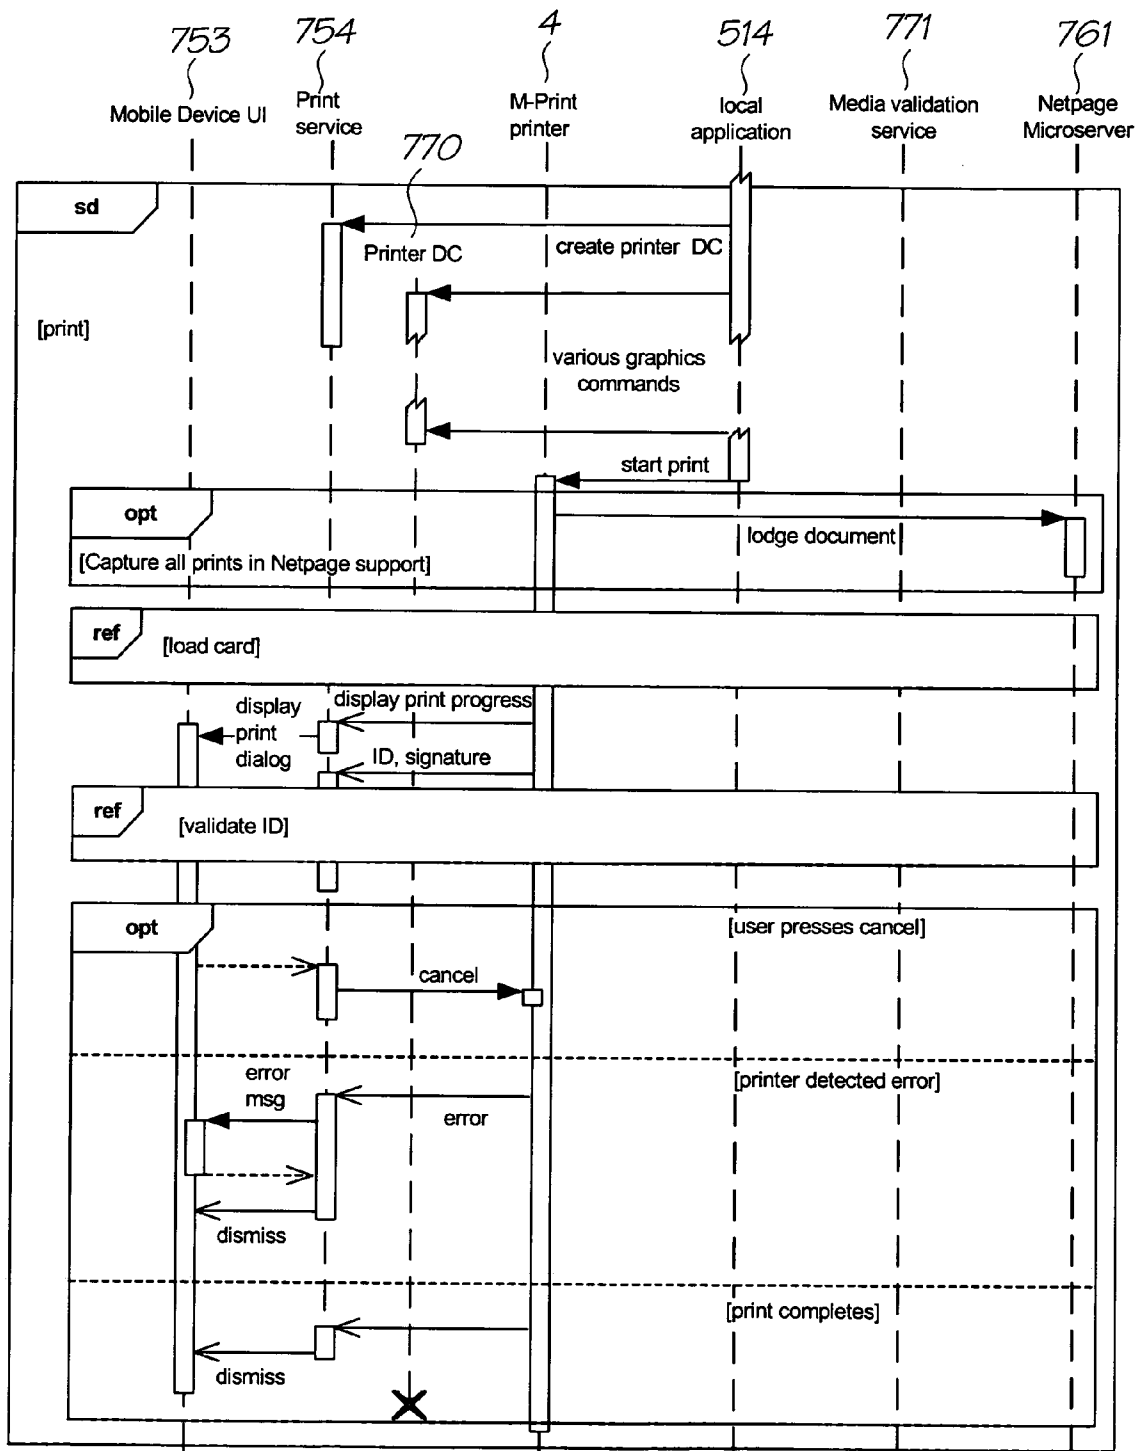 753
754
4
514
771
761
Mobile Device UI
Print
service
M-Print
printer
local
application
Media validation
service
Netpage
Microserver
770
sd
Printer DC
create printer DC
[print]
various graphics
commands
start print
opt
lodge document
[Capture all prints in Netpage support]
ref
[load card]
display print progress
display
print
dialog
ID, signature
ref
[validate ID]
opt
[user presses cancel]
cancel
[printer detected error]
error
msg
error
dismiss
[print completes]
dismiss